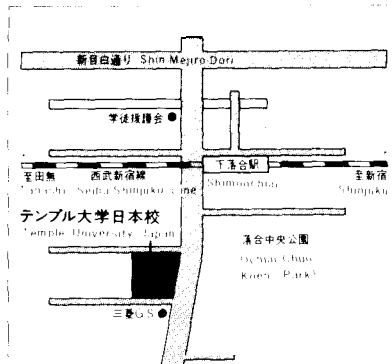 新目白通り Shin Mejiro-Dori
学徒援護会
下落合駅
至田無 西武新宿線 至新宿
Tanashi Seibu Shinjuku Line Shimoochiai Shinjuku
テンプル大学日本校
Temple University Japan
落合中央公園
Ochiai Chuo
Koen Park
三菱G.S